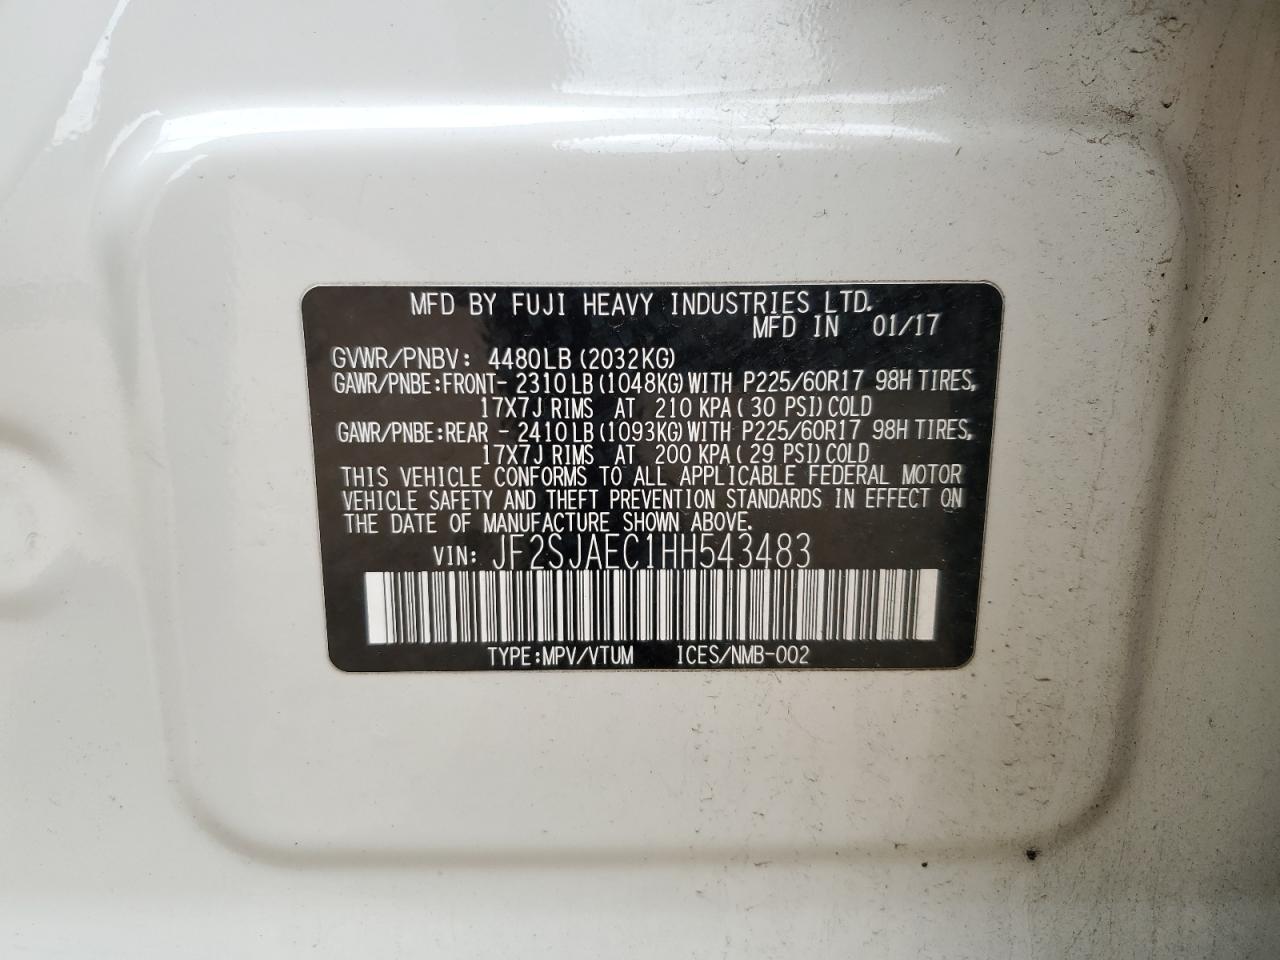 MFD BY FUJI HEAVY INDUSTRIES LTD.
MFD IN 01/17
GVWR/PNBV: 4480LB(2032KG)
GAWR/PNBE:FRONT- 2310LB(1048KG)WITH P225/60R17 98H TIRES,
17X7J RIMS AT 210 KPA(30 PSI)COLD
GAWR/PNBE:REAR - 2410LB(1093KG)WITH P225/60R17 98H TIRES,
17X7J RIMS AT 200 KPA(29 PSI)COLD
THIS VEHICLE CONFORMS TO ALL APPLICABLE FEDERAL MOTOR
VEHICLE SAFETY AND THEFT PREVENTION STANDARDS IN EFFECT ON
THE DATE OF MANUFACTURE SHOWN ABOVE.
VIN: JF2SJAEC1HH543483
TYPE:MPV/VTUM ICES/NMB-002